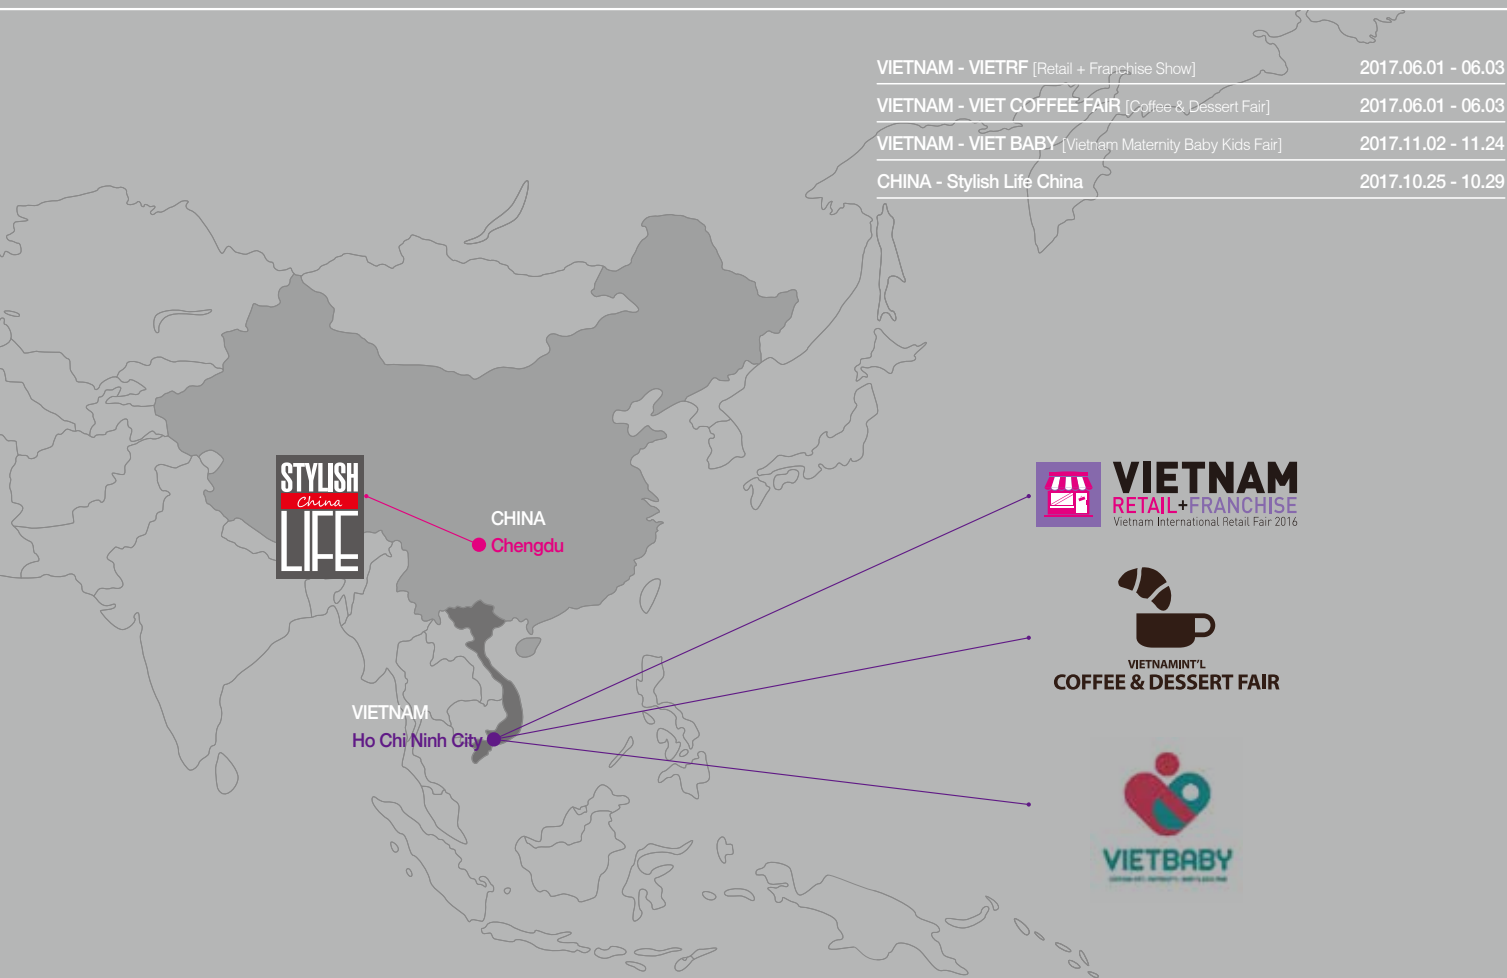 VIETNAM - VIETRF [Retail + Franchise Show] 2017.06.01 - 06.03
VIETNAM - VIET COFFEE FAIR [Coffee & Dessert Fair] 2017.06.01 - 06.03
VIETNAM - VIET BABY [Vietnam Maternity Baby Kids Fair] 2017.11.02 - 11.24
CHINA - Stylish Life China 2017.10.25 - 10.29
STYLISH
China
LIFE
CHINA
Chengdu
VIETNAM
RETAIL+FRANCHISE
Vietnam International Retail Fair 2016
VIETNAMINT'L
COFFEE & DESSERT FAIR
VIETNAM
Ho Chi Ninh City
VIETBABY